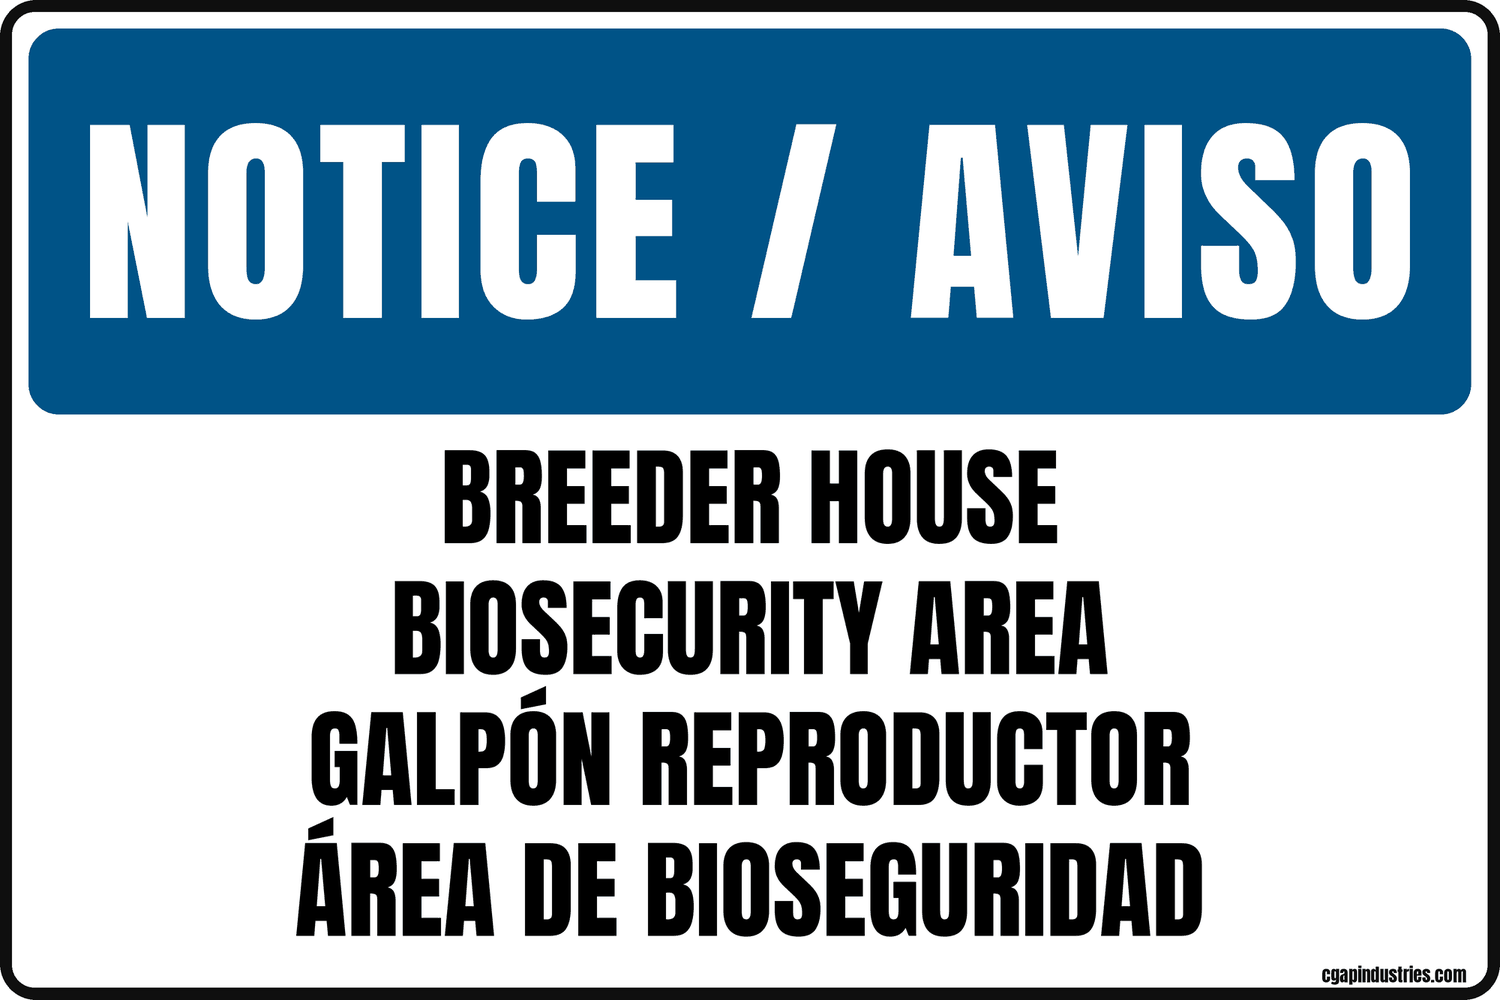 NOTICE / AVISO
BREEDER HOUSE
BIOSECURITY AREA
GALPÓN REPRODUCTOR
ÁREA DE BIOSEGURIDAD
cgapindustries.com